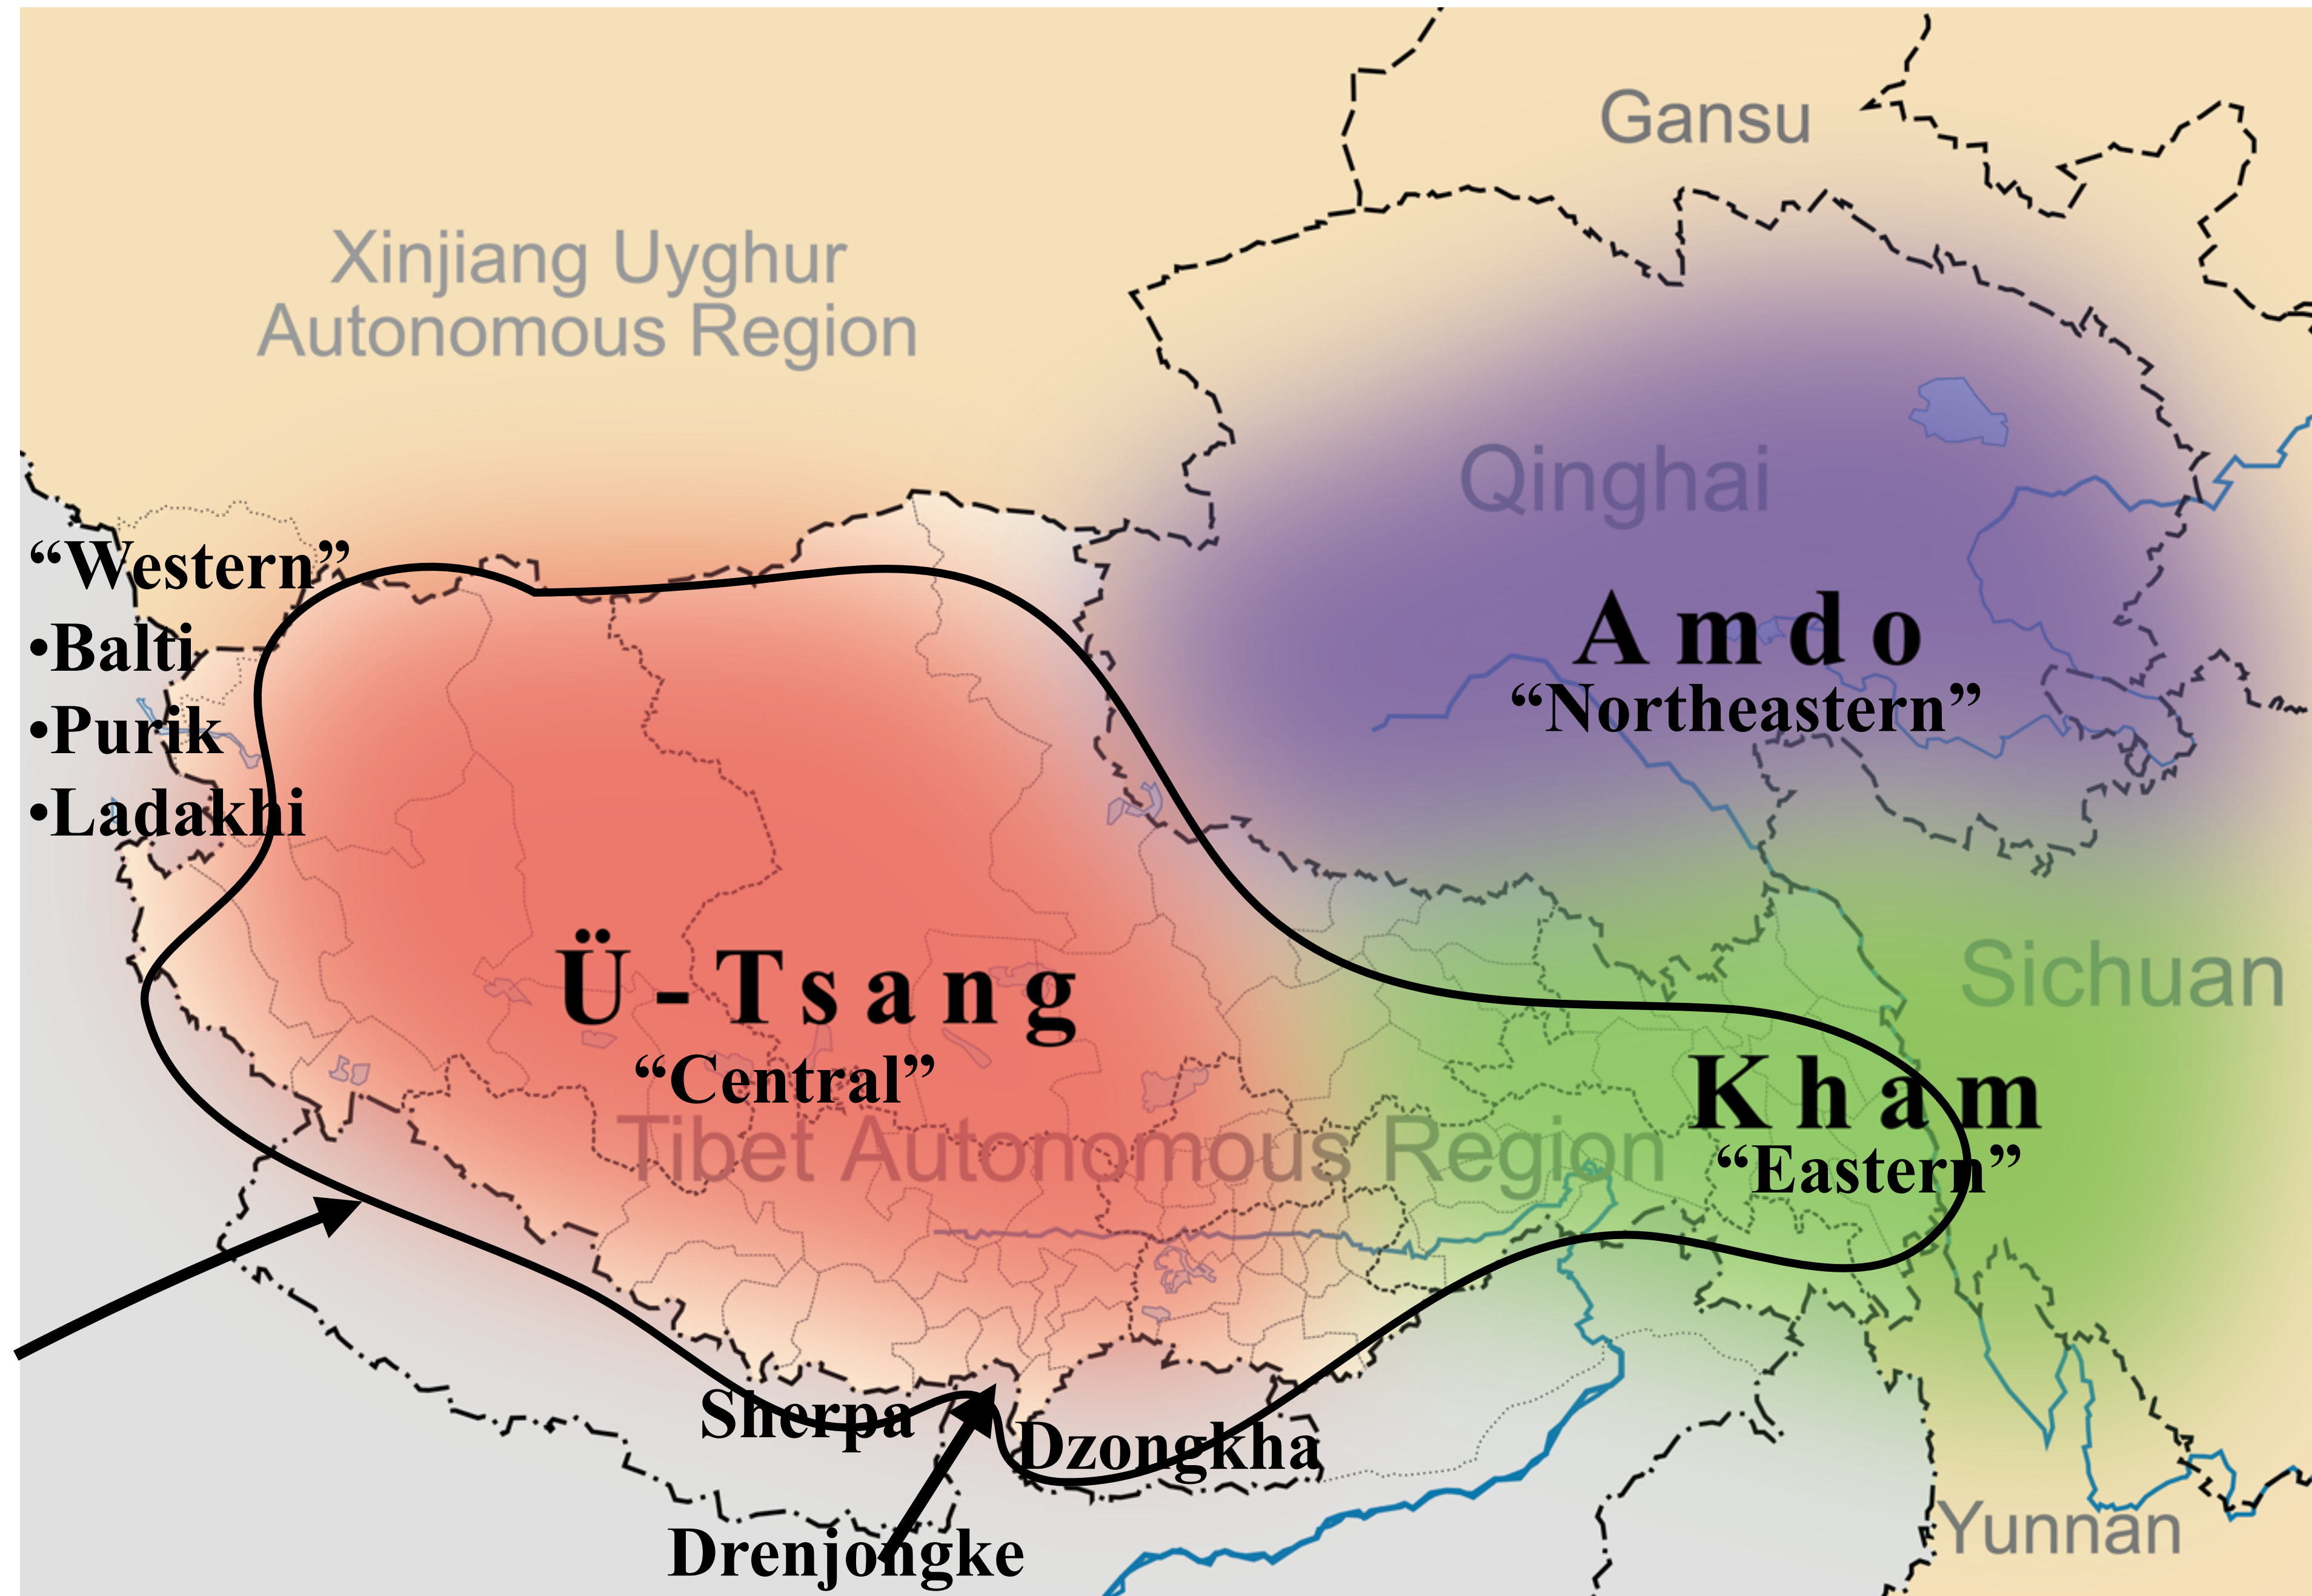 Gansu
Xinjiang Uyghur
Autonomous Region
Qinghai
“Western”
•Balti
•Purik
•Ladakhi
Amdo
“Northeastern”
Ü-Tsang
“Central”
Sichuan
Kham
“Eastern”
Tibet Autonomous Region
Sherpa
Dzongkha
Drenjongke
Yunnan